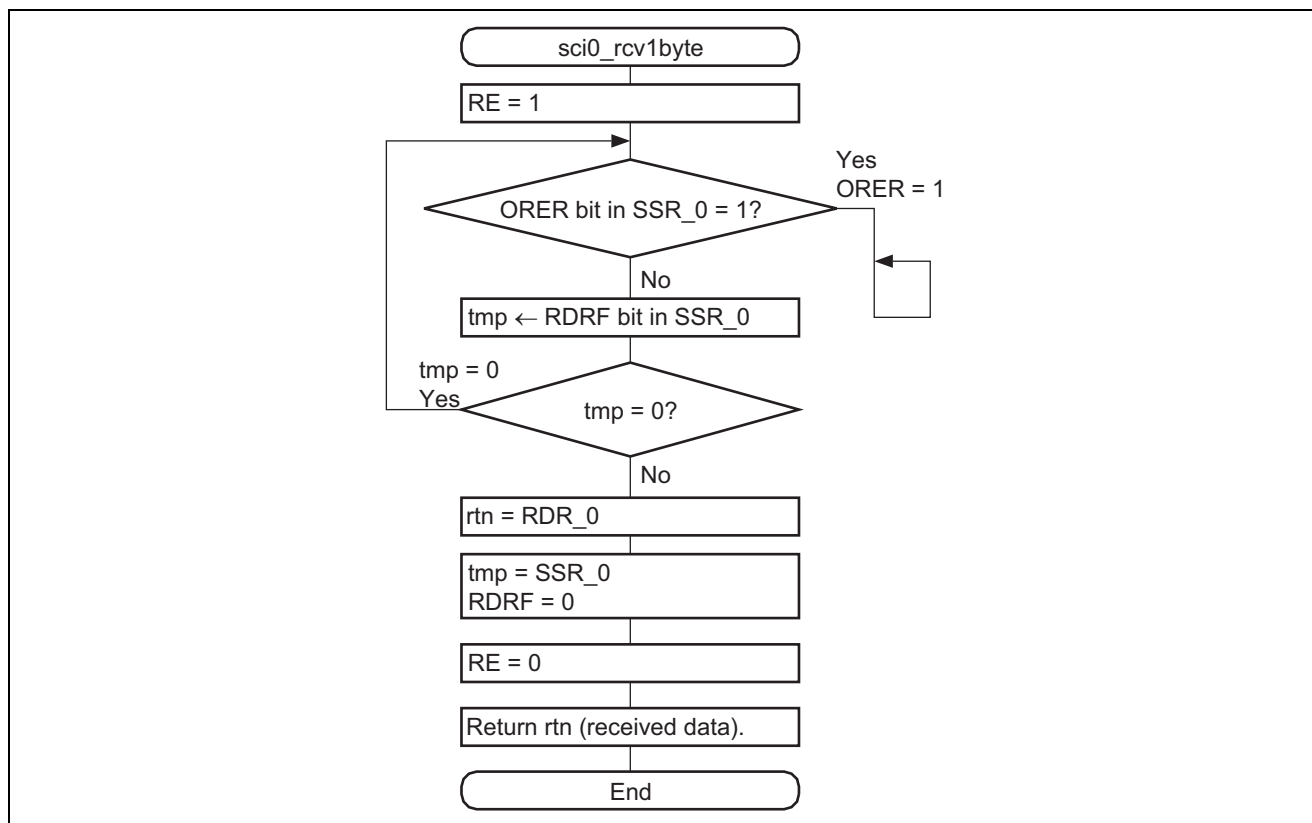 sci0_rcv1byte
RE = 1
ORER bit in SSR_0 = 1?
Yes
ORER = 1
No
tmp ← RDRF bit in SSR_0
tmp = 0
Yes
tmp = 0?
No
rtn = RDR_0
tmp = SSR_0
RDRF = 0
RE = 0
Return rtn (received data).
End